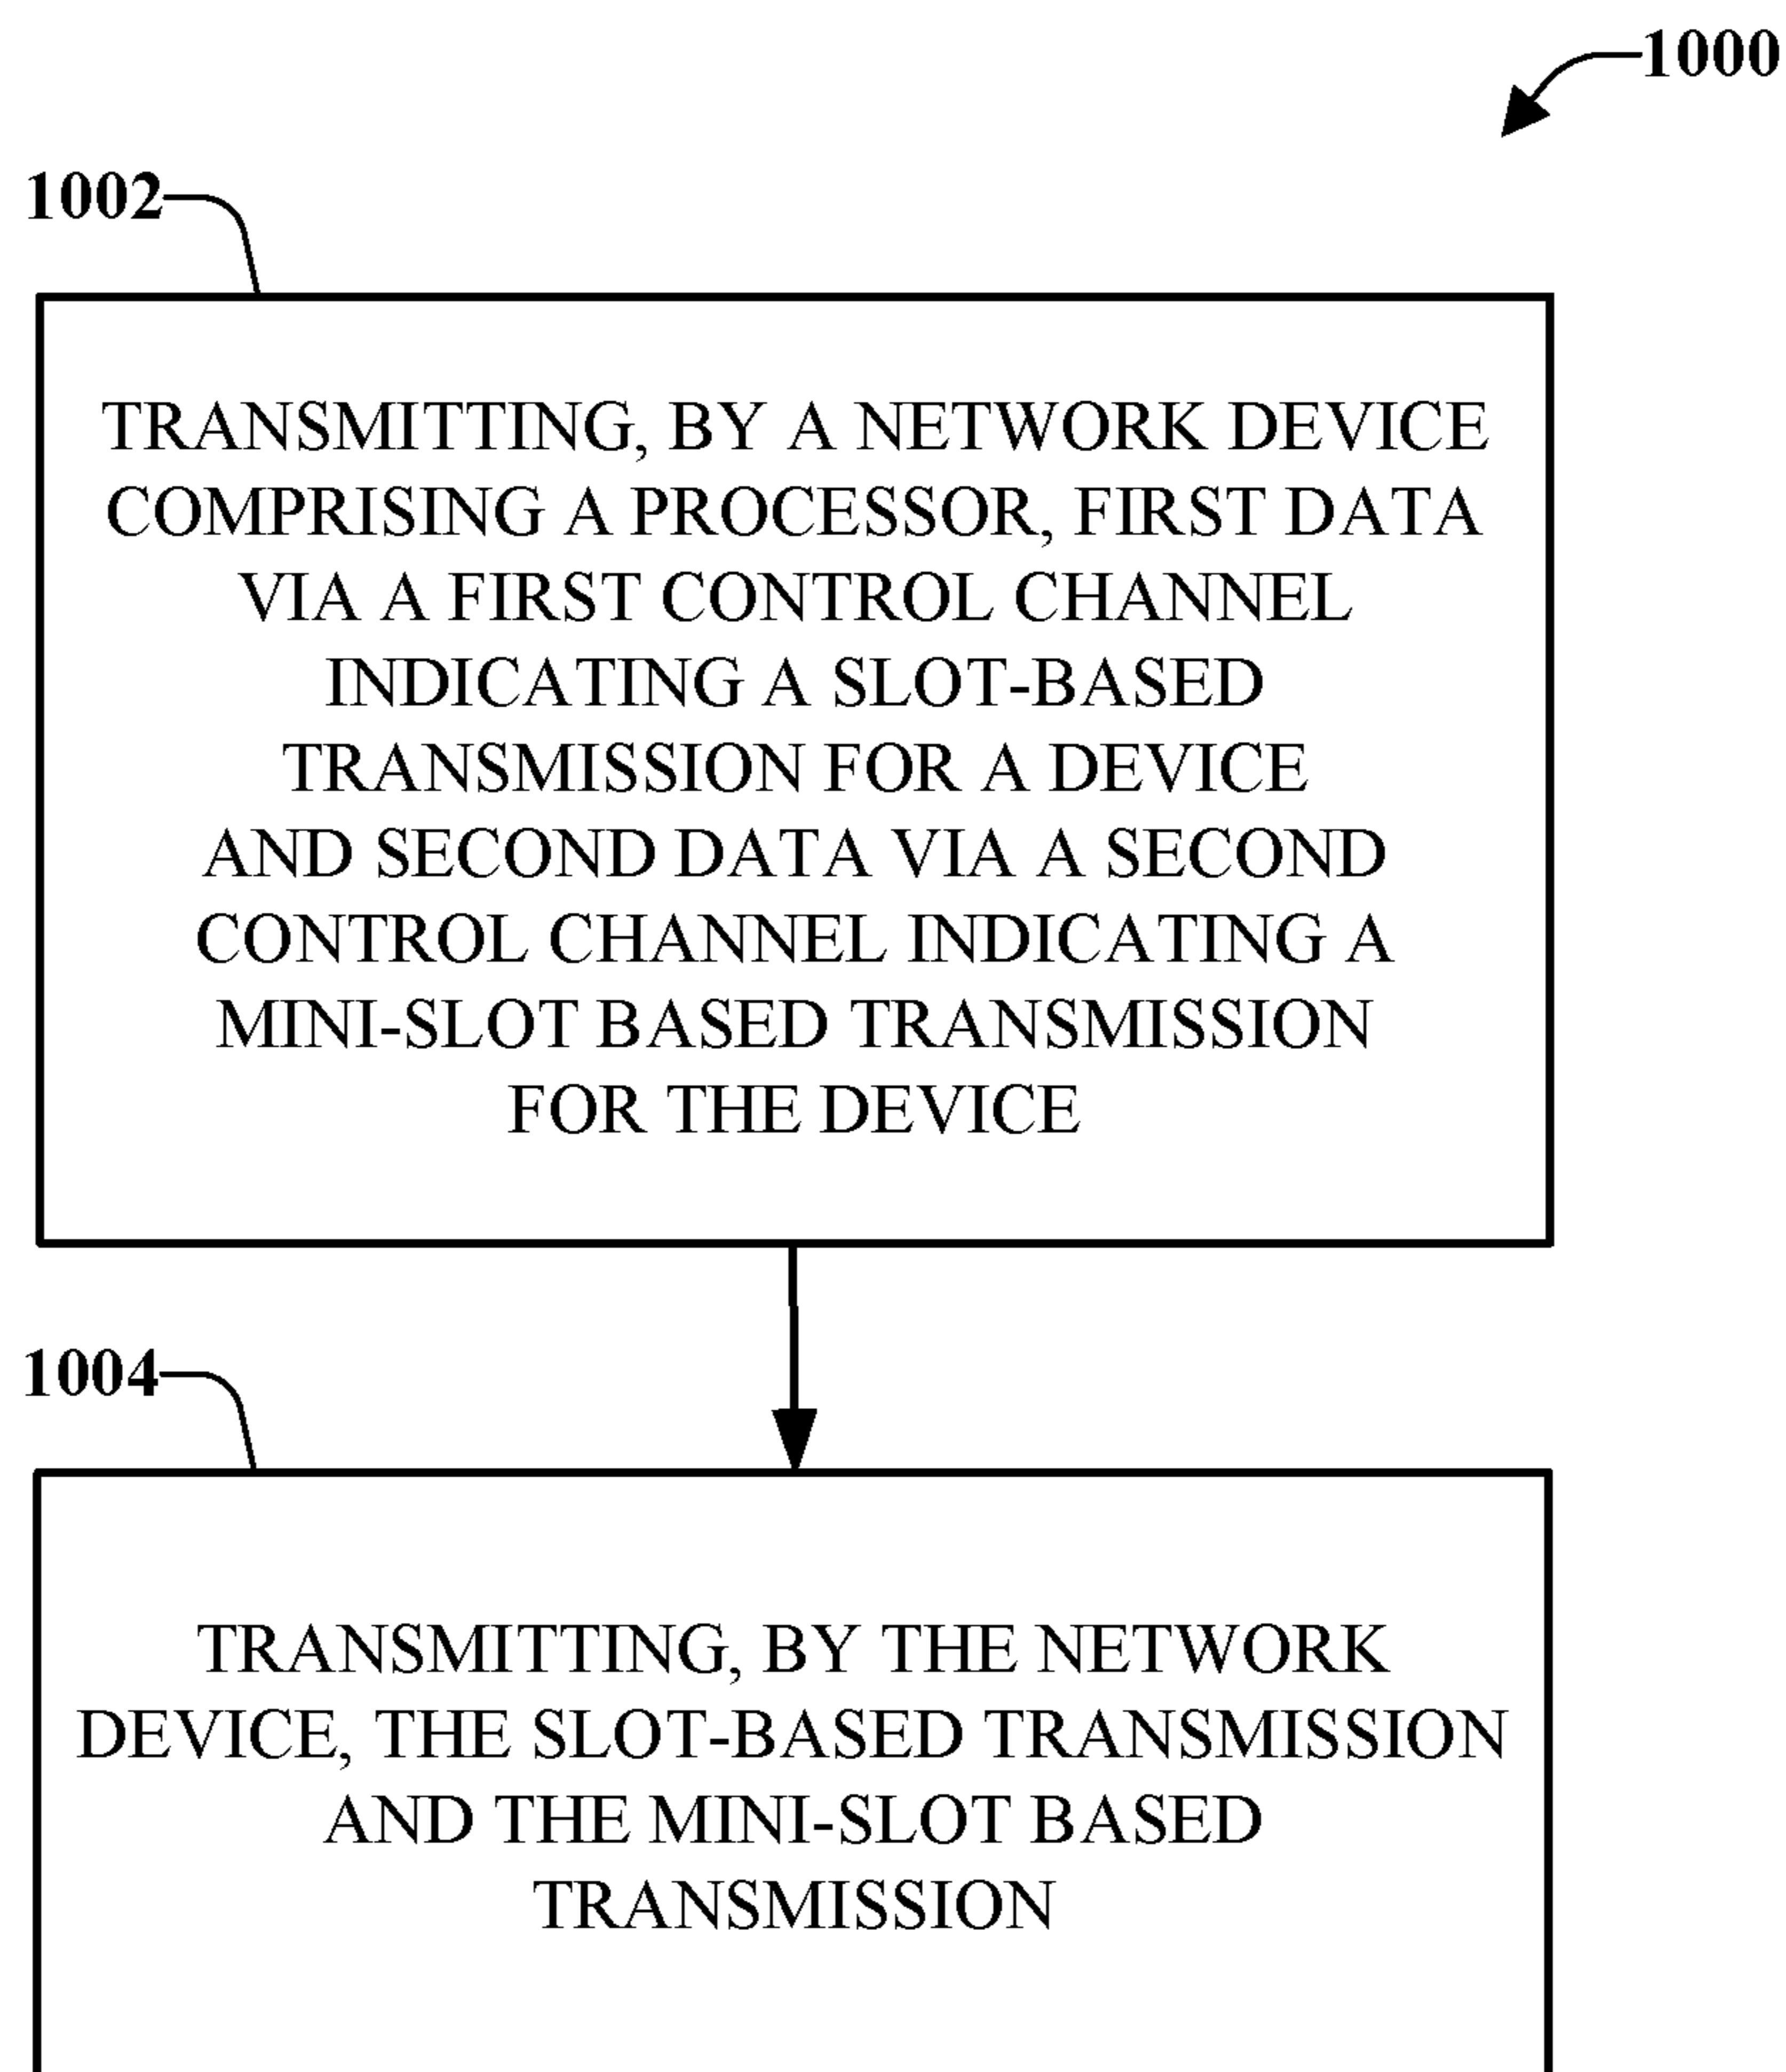 1000
1002
TRANSMITTING, BY A NETWORK DEVICE
COMPRISING A PROCESSOR, FIRST DATA
VIA A FIRST CONTROL CHANNEL
INDICATING A SLOT-BASED
TRANSMISSION FOR A DEVICE
AND SECOND DATA VIA A SECOND
CONTROL CHANNEL INDICATING A
MINI-SLOT BASED TRANSMISSION
FOR THE DEVICE
1004
TRANSMITTING, BY THE NETWORK
DEVICE, THE SLOT-BASED TRANSMISSION
AND THE MINI-SLOT BASED
TRANSMISSION